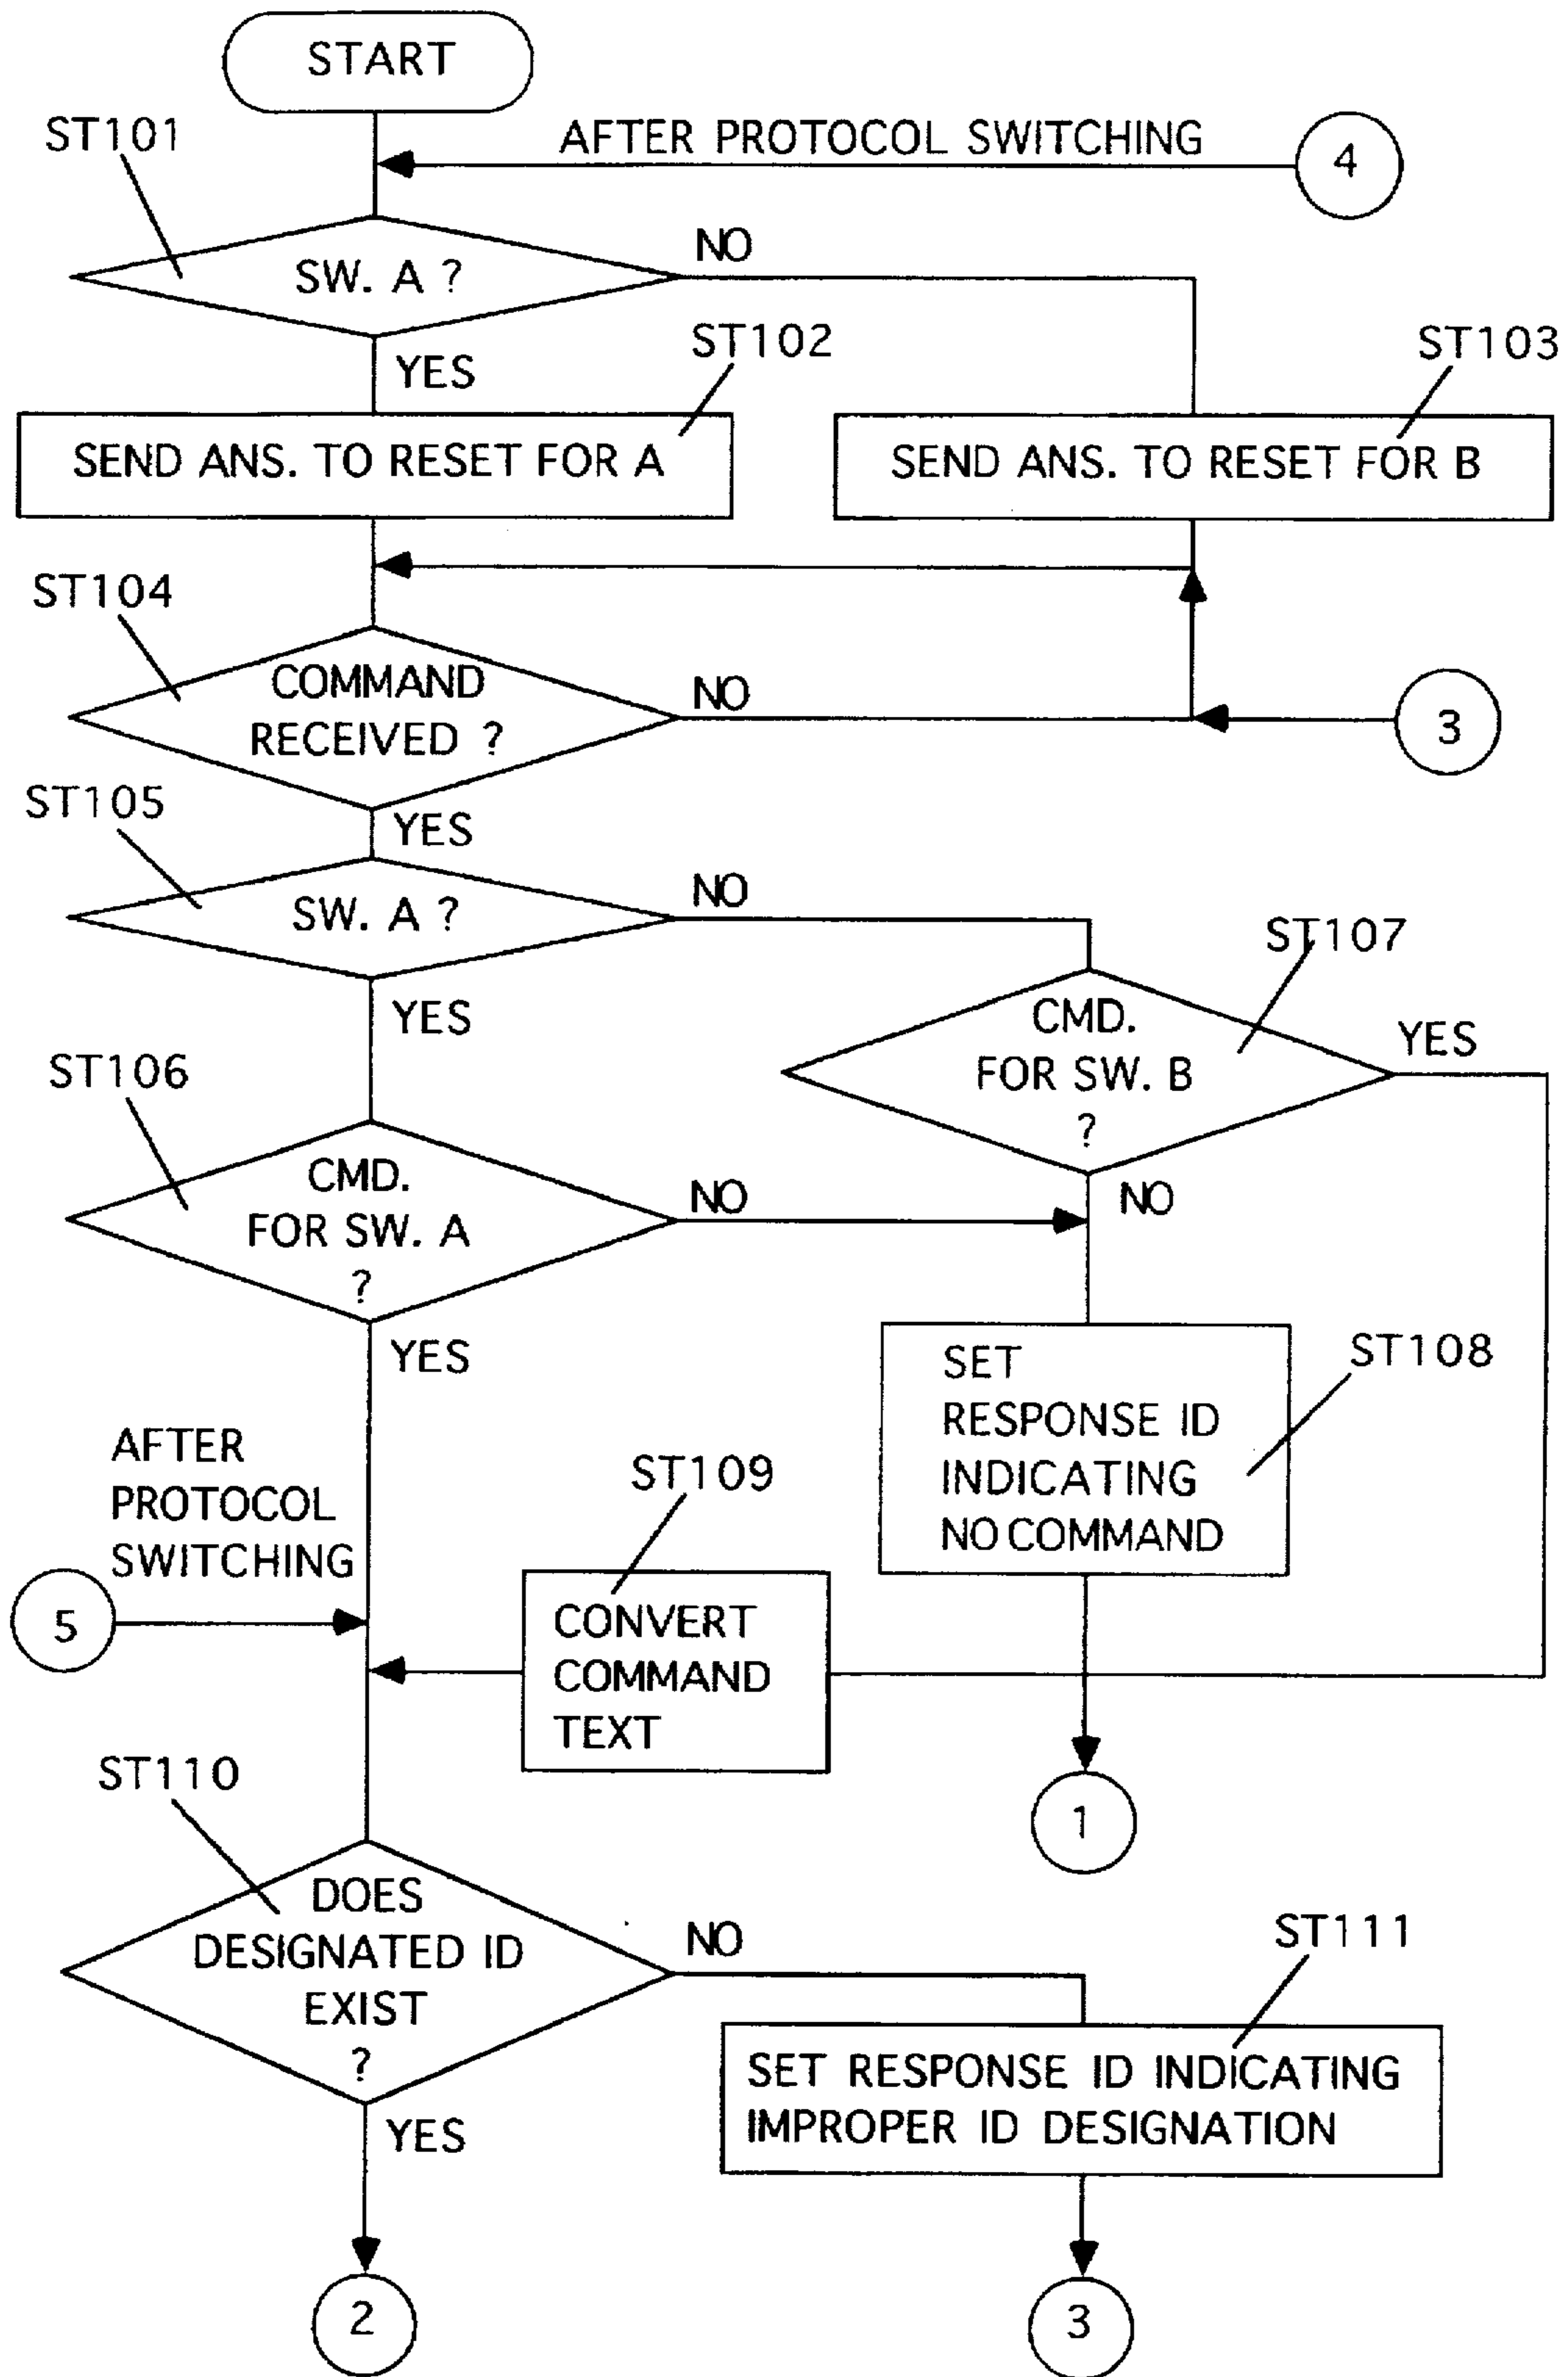 START
ST101
AFTER PROTOCOL SWITCHING
4
SW. A ?
NO
YES
ST102
ST103
SEND ANS. TO RESET FOR A
SEND ANS. TO RESET FOR B
ST104
COMMAND
RECEIVED ?
NO
3
ST105
YES
SW. A ?
NO
ST107
YES
CMD.
FOR SW. B
?
YES
ST106
CMD.
FOR SW. A
?
NO
NO
YES
SET
RESPONSE ID
INDICATING
NO COMMAND
ST108
AFTER
PROTOCOL
SWITCHING
ST109
5
CONVERT
COMMAND
TEXT
ST110
1
DOES
DESIGNATED ID
EXIST
?
NO
ST111
SET RESPONSE ID INDICATING
IMPROPER ID DESIGNATION
YES
2
3